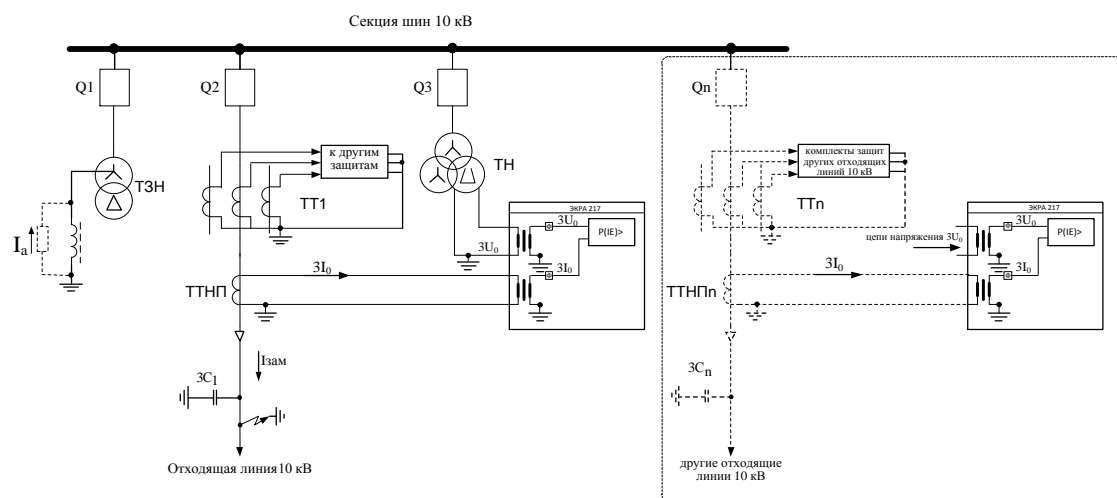 Секция шин 10 кВ
Q1
Q2
Q3
Qn
ТЗН
Iа
к другим
защитам
ТТ1
ТН
комплекты защит
других отходящих
линий 10 кВ
ТТn
ЭКРА 217
3U0
3U0
P(IE)>
3I0
3I0
ТТНП
ЭКРА 217
цепи напряжения 3U0
3U0
P(IE)>
3I0
3I0
ТТНПn
Iзам
3C1
3Cn
Отходящая линия 10 кВ
другие отходящие
линии 10 кВ